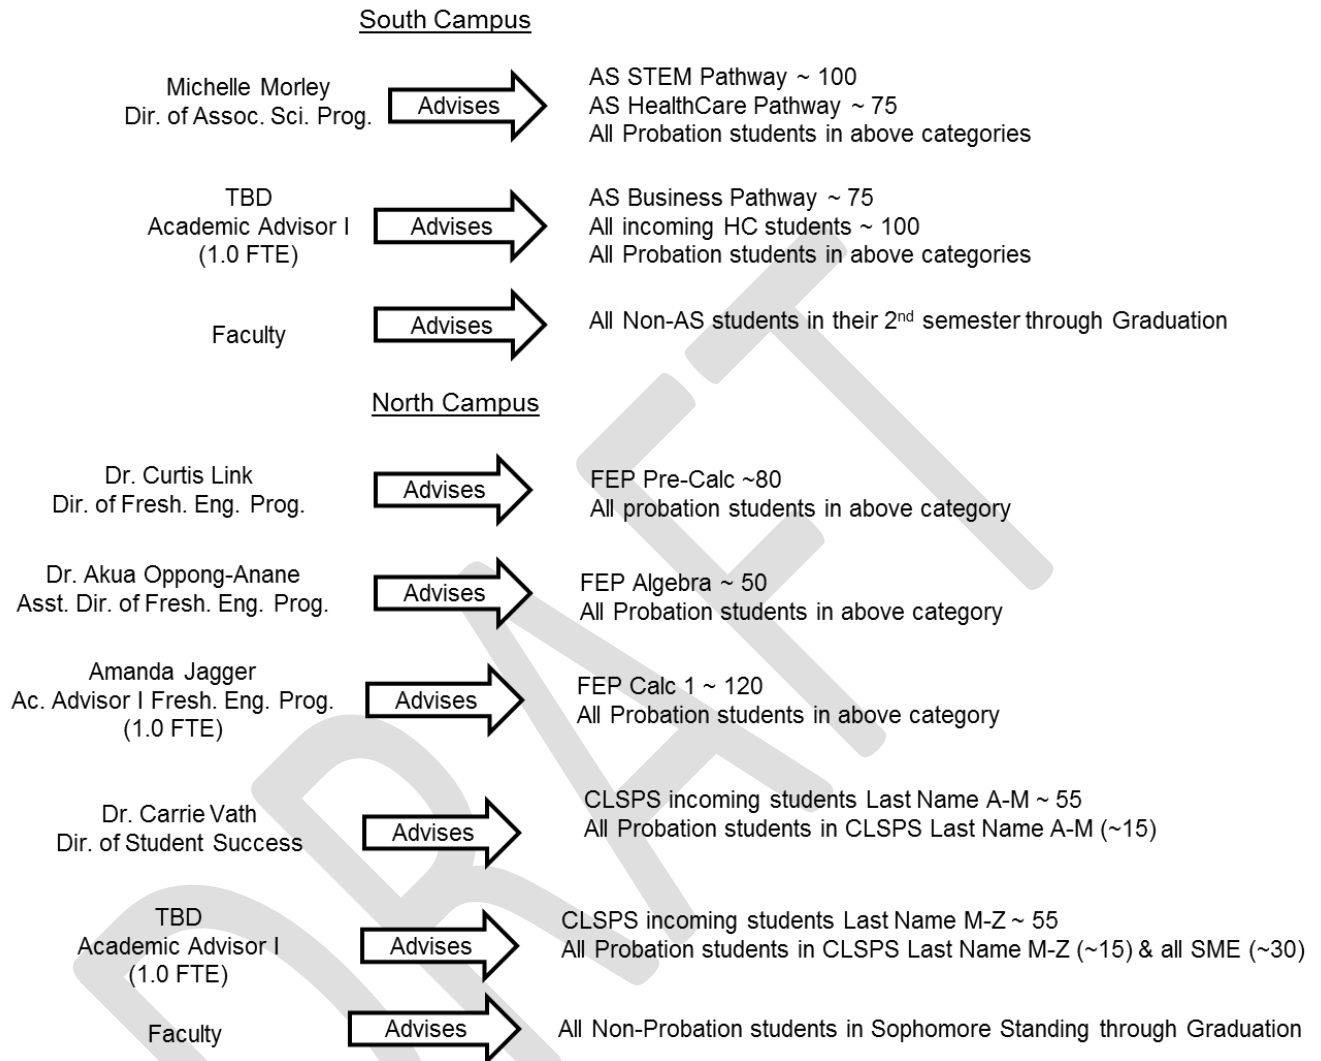 South Campus
Michelle Morley
Dir. of Assoc. Sci. Prog.
Advises
AS STEM Pathway ~ 100
AS HealthCare Pathway ~ 75
All Probation students in above categories
TBD
Academic Advisor I
(1.0 FTE)
Advises
AS Business Pathway ~ 75
All incoming HC students ~ 100
All Probation students in above categories
Faculty
Advises
All Non-AS students in their 2nd semester through Graduation
North Campus
Dr. Curtis Link
Dir. of Fresh. Eng. Prog.
Advises
FEP Pre-Calc ~80
All probation students in above category
Dr. Akua Oppong-Anane
Asst. Dir. of Fresh. Eng. Prog.
Advises
FEP Algebra ~ 50
All Probation students in above category
Amanda Jagger
Ac. Advisor I Fresh. Eng. Prog.
(1.0 FTE)
Advises
FEP Calc 1 ~ 120
All Probation students in above category
Dr. Carrie Vath
Dir. of Student Success
Advises
CLSPS incoming students Last Name A-M ~ 55
All Probation students in CLSPS Last Name A-M (~15)
TBD
Academic Advisor I
(1.0 FTE)
Advises
CLSPS incoming students Last Name M-Z ~ 55
All Probation students in CLSPS Last Name M-Z (~15) & all SME (~30)
Faculty
Advises
All Non-Probation students in Sophomore Standing through Graduation
DRAFT